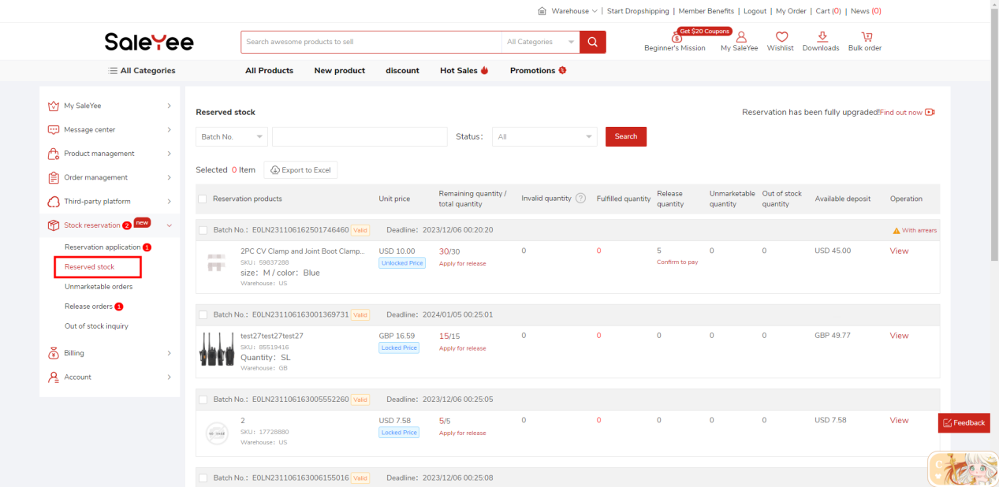 Warehouse | Start Dropshipping | Member Benefits | Logout | My Order | Cart (0) | News (0)
SaleYee
Search awesome products to sell
All Categories
Get $20 Coupons
Beginner's Mission
My SaleYee
Wishlist
Downloads
Bulk order
All Categories
All Products
New product
discount
Hot Sales
Promotions
My SaleYee
Message center
Product management
Order management
Third-party platform
Stock reservation 2 new
Reservation application 1
Reserved stock
Unmarketable orders
Release orders 1
Out of stock inquiry
Billing
Account
Reserved stock
Reservation has been fully upgraded!Find out now
Batch No.
Status:
All
Search
Selected 0 Item
Export to Excel
Reservation products
Unit price
Remaining quantity /
total quantity
Invalid quantity ?
Fulfilled quantity
Release
quantity
Unmarketable
quantity
Out of stock
quantity
Available deposit
Operation
Batch No.: E0LN231106162501746460 Valid Deadline: 2023/12/06 00:20:20 With arrears
2PC CV Clamp and Joint Boot Clamp...
SKU: 59837288
size: M / color: Blue
Warehouse: US
USD 10.00
Unlocked Price
30/30
Apply for release
0
0
5
Confirm to pay
0
0
USD 45.00
View
Batch No.: E0LN231106163001369731 Valid Deadline: 2024/01/05 00:25:01
test27test27test27
SKU: 85519416
Quantity: SL
Warehouse: GB
GBP 16.59
Locked Price
15/15
Apply for release
0
0
0
0
0
GBP 49.77
View
Batch No.: E0LN231106163005552260 Valid Deadline: 2023/12/06 00:25:05
2
SKU: 17728880
Warehouse: US
USD 7.58
Locked Price
5/5
Apply for release
0
0
0
0
0
USD 7.58
View
Batch No.: E0LN231106163006155016 Valid Deadline: 2023/12/06 00:25:08
Feedback